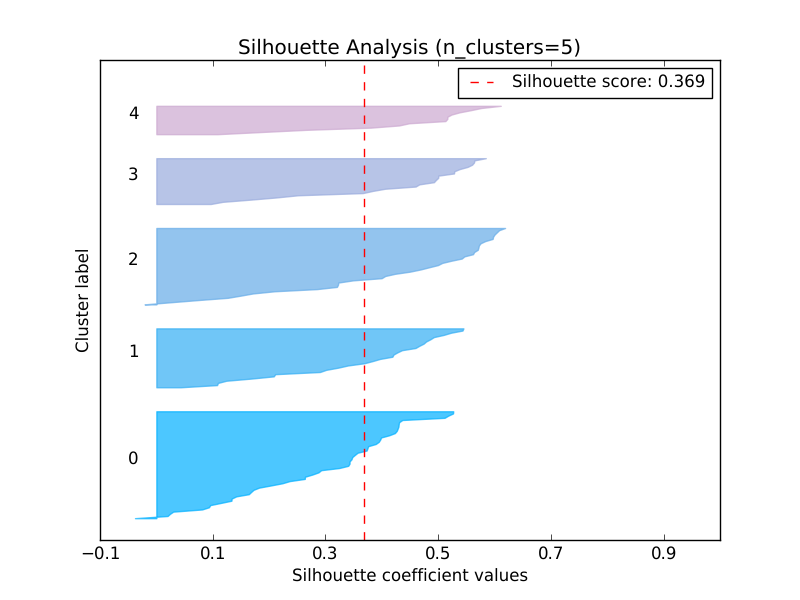 Silhouette Analysis (n_clusters=5)
Silhouette score: 0.369
4
3
2
1
0
Cluster label
−0.1 0.1 0.3 0.5 0.7 0.9
Silhouette coefficient values